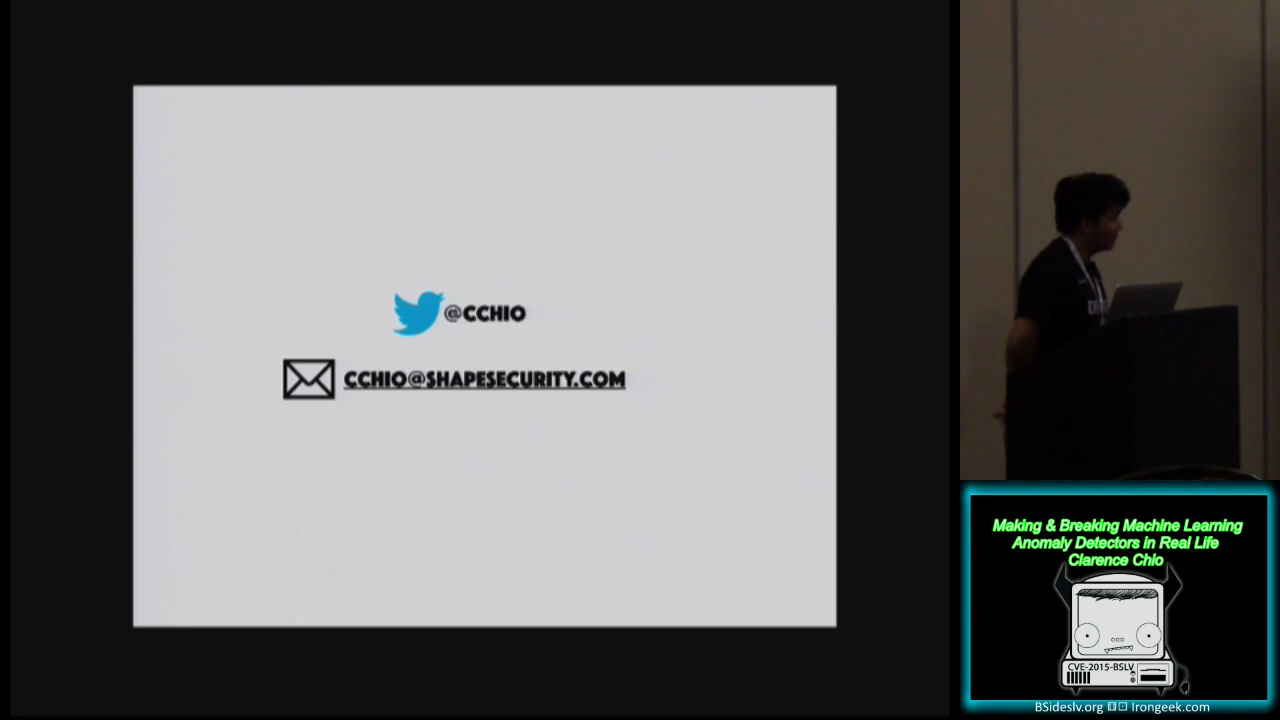 @CCHIO
CCHIO@SHAPESECURITY.COM
Making & Breaking Machine Learning
Anomaly Detectors in Real Life
Clarence Chio
CVE-2015-BSLV
BSideslv.org Irongeek.com